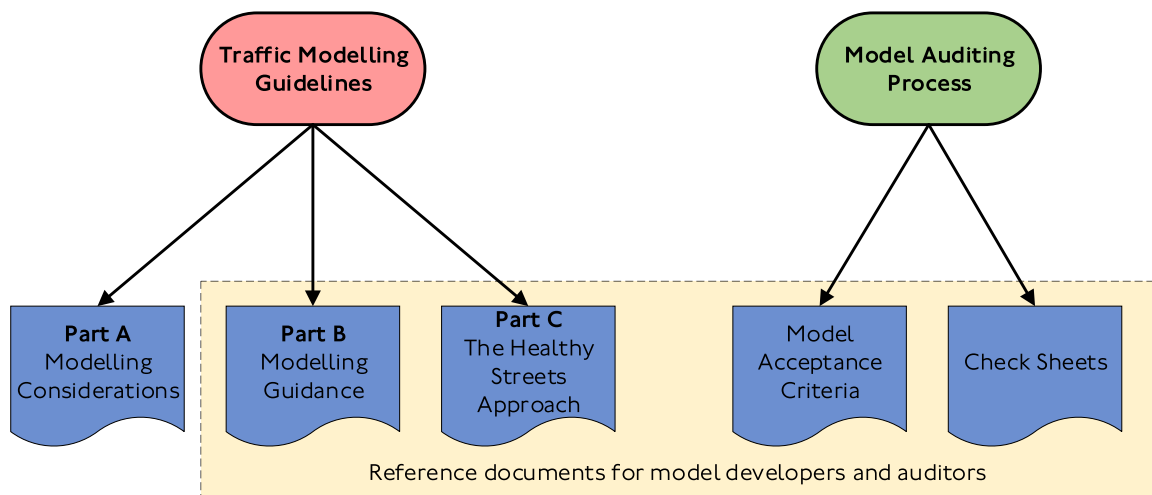 Traffic Modelling
Guidelines
Model Auditing
Process
Part A
Modelling
Considerations
Part B
Modelling
Guidance
Part C
The Healthy
Streets
Approach
Model
Acceptance
Criteria
Check Sheets
Reference documents for model developers and auditors